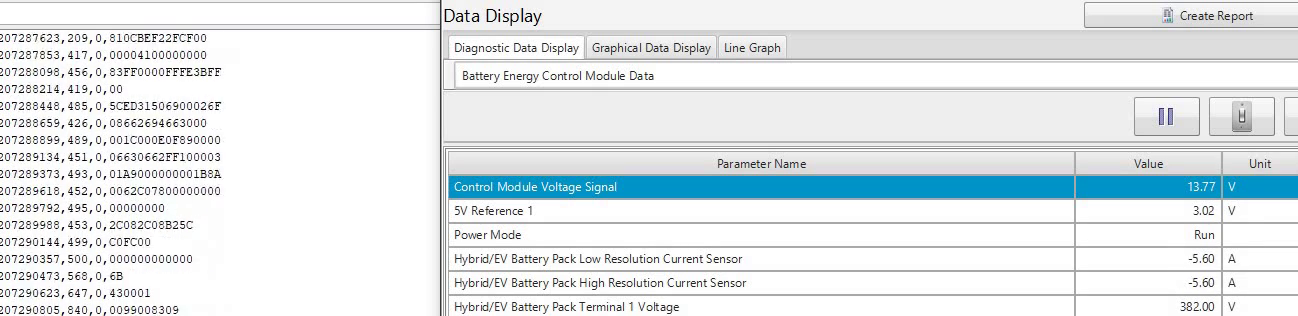 207287623,209,0,810CBEF22FCF00
207287853,417,0,00004100000000
207288098,456,0,83FF0000FFFE3BFF
207288214,419,0,00
207288448,485,0,5CED31506900026F
207288659,426,0,08662694663000
207288899,489,0,001C000E0F890000
207289134,451,0,06630662FF100003
207289373,493,0,01A9000000001B8A
207289618,452,0,0062C07800000000
207289792,495,0,00000000
207289988,453,0,2C082C08B25C
207290144,499,0,C0FC00
207290357,500,0,000000000000
207290473,568,0,6B
207290623,647,0,430001
207290805,840,0,0099008309
Data Display
Create Report
Diagnostic Data Display Graphical Data Display Line Graph
Battery Energy Control Module Data
Parameter Name Value Unit
Control Module Voltage Signal 13.77 V
5V Reference 1 3.02 V
Power Mode Run
Hybrid/EV Battery Pack Low Resolution Current Sensor -5.60 A
Hybrid/EV Battery Pack High Resolution Current Sensor -5.60 A
Hybrid/EV Battery Pack Terminal 1 Voltage 382.00 V